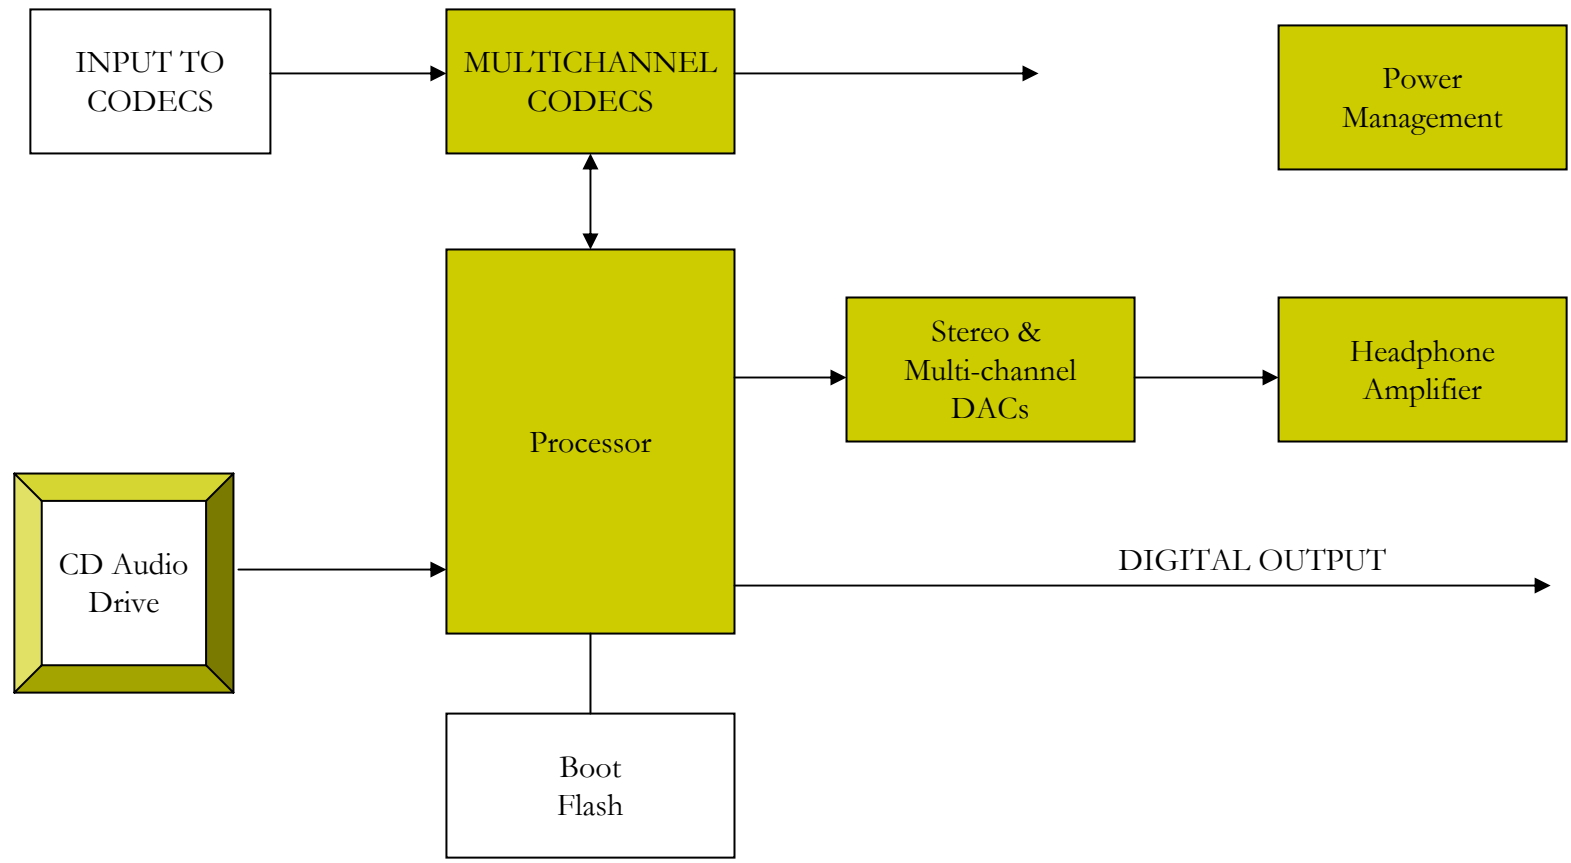 INPUT TO
CODECS
MULTICHANNEL
CODECS
Power
Management
Stereo &
Multi-channel
DACs
Headphone
Amplifier
Processor
CD Audio
Drive
DIGITAL OUTPUT
Boot
Flash